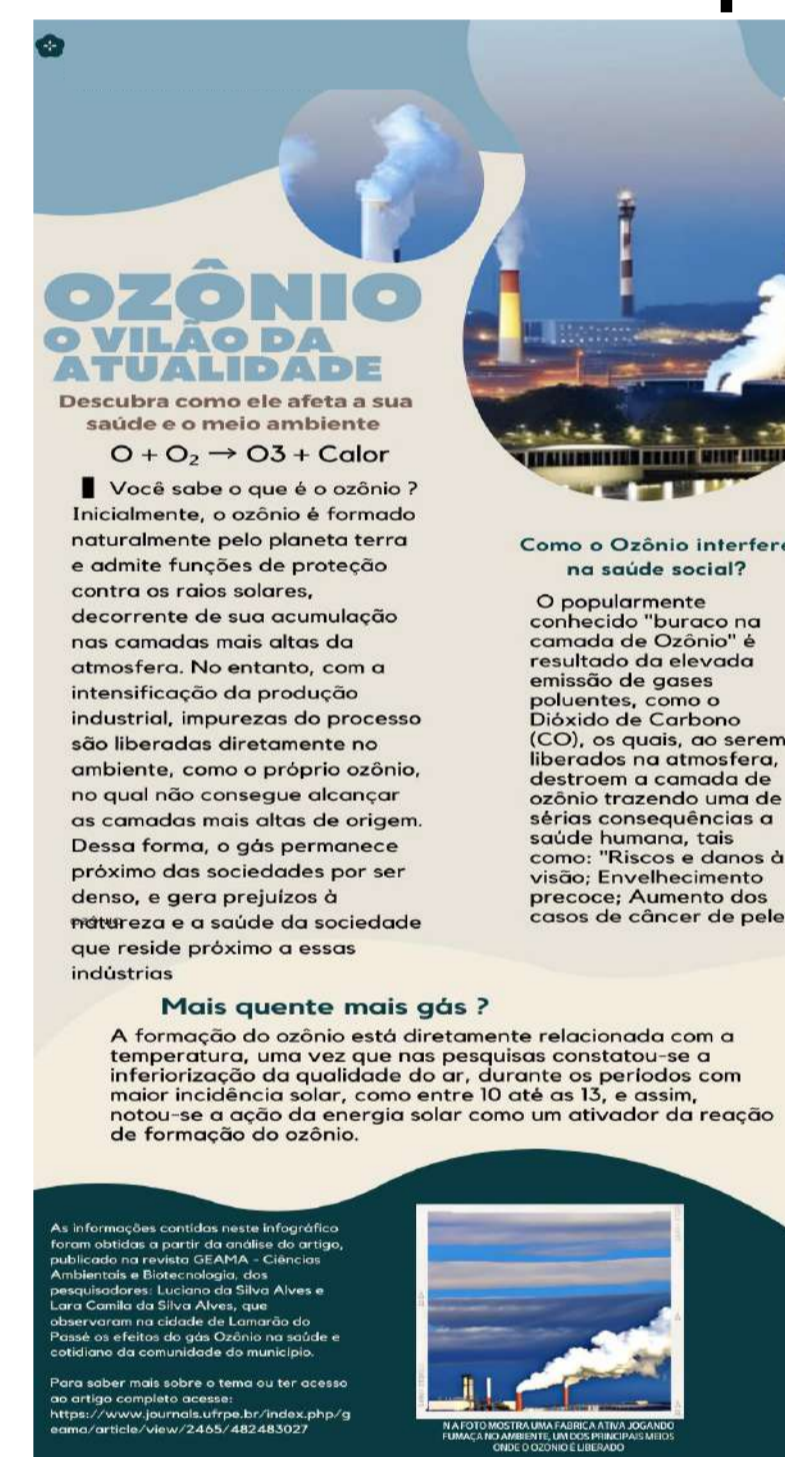 OZÔNIO
O VILÃO DA
ATUALIDADE
Descubra como ele afeta a sua
saúde e o meio ambiente
O + O₂ → O3 + Calor
Você sabe o que é o ozônio ?
Inicialmente, o ozônio é formado
naturalmente pelo planeta terra
e admite funções de proteção
contra os raios solares,
decorrente de sua acumulação
nas camadas mais altas da
atmosfera. No entanto, com a
intensificação da produção
industrial, impurezas do processo
são liberadas diretamente no
ambiente, como o próprio ozônio,
no qual não consegue alcançar
as camadas mais altas de origem.
Dessa forma, o gás permanece
próximo das sociedades por ser
denso, e gera prejuízos à
natureza e a saúde da sociedade
que reside próximo a essas
indústrias
Como o Ozônio interfere
na saúde social?
O popularmente
conhecido "buraco na
camada de Ozônio" é
resultado da elevada
emissão de gases
poluentes, como o
Dióxido de Carbono
(CO), os quais, ao serem
liberados na atmosfera,
destroem a camada de
ozônio trazendo uma de
sérias consequências a
saúde humana, tais
como: "Riscos e danos à
visão; Envelhecimento
precoce; Aumento dos
casos de câncer de pele
Mais quente mais gás ?
A formação do ozônio está diretamente relacionada com a
temperatura, uma vez que nas pesquisas constatou-se a
inferiorização da qualidade do ar, durante os períodos com
maior incidência solar, como entre 10 até as 13, e assim,
notou-se a ação da energia solar como um ativador da reação
de formação do ozônio.
As informações contidas neste infográfico
foram obtidas a partir da análise do artigo,
publicado na revista GEAMA - Ciências
Ambientais e Biotecnologia, dos
pesquisadores: Luciano da Silva Alves e
Lara Camila da Silva Alves, que
observaram na cidade de Lamarão do
Passé os efeitos do gás Ozônio na saúde e
cotidiano da comunidade do município.
Para saber mais sobre o tema ou ter acesso
ao artigo completo acesse:
https://www.journals.ufrpe.br/index.php/g
eama/article/view/2465/482483027
N A FOTO MOSTRA UMA FABRICA ATIVA JOGANDO
FUMAÇA NO AMBIENTE, UM DOS PRINCIPAIS MEIOS
ONDE O OZONIO É LIBERADO